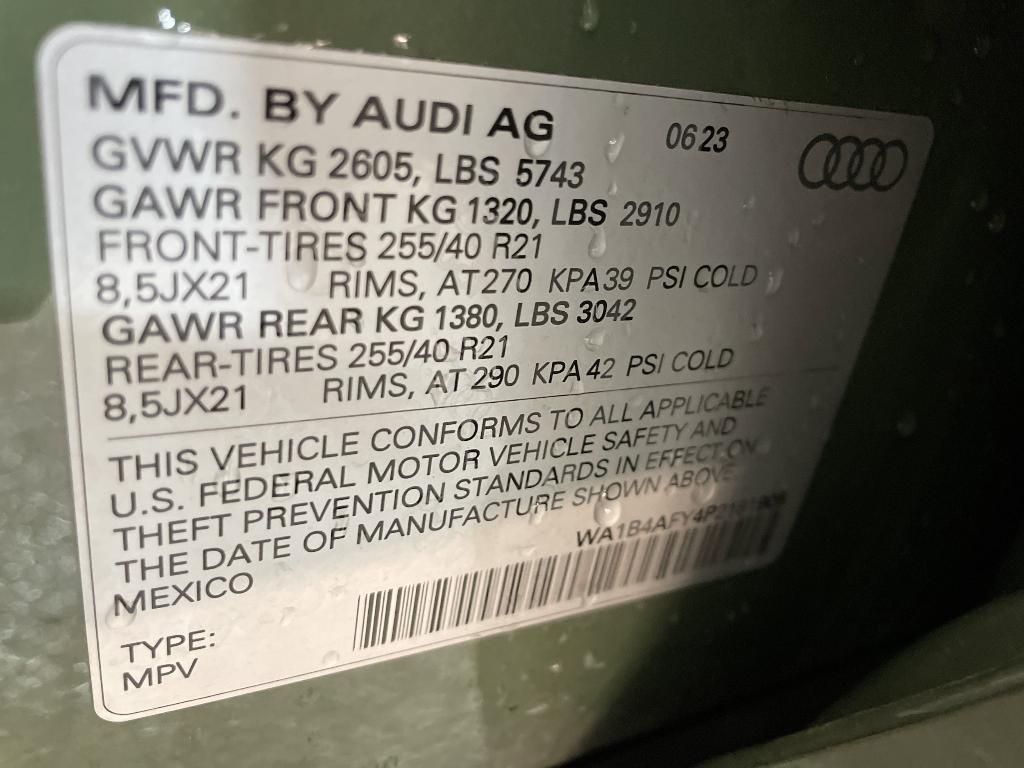 MFD. BY AUDI AG 06 23
GVWR KG 2605, LBS 5743
GAWR FRONT KG 1320, LBS 2910
FRONT-TIRES 255/40 R21
8,5JX21 RIMS, AT 270 KPA 39 PSI COLD
GAWR REAR KG 1380, LBS 3042
REAR-TIRES 255/40 R21
8,5JX21 RIMS, AT 290 KPA 42 PSI COLD
THIS VEHICLE CONFORMS TO ALL APPLICABLE
U.S. FEDERAL MOTOR VEHICLE SAFETY AND
THEFT PREVENTION STANDARDS IN EFFECT ON
THE DATE OF MANUFACTURE SHOWN ABOVE.
MEXICO
TYPE:
MPV